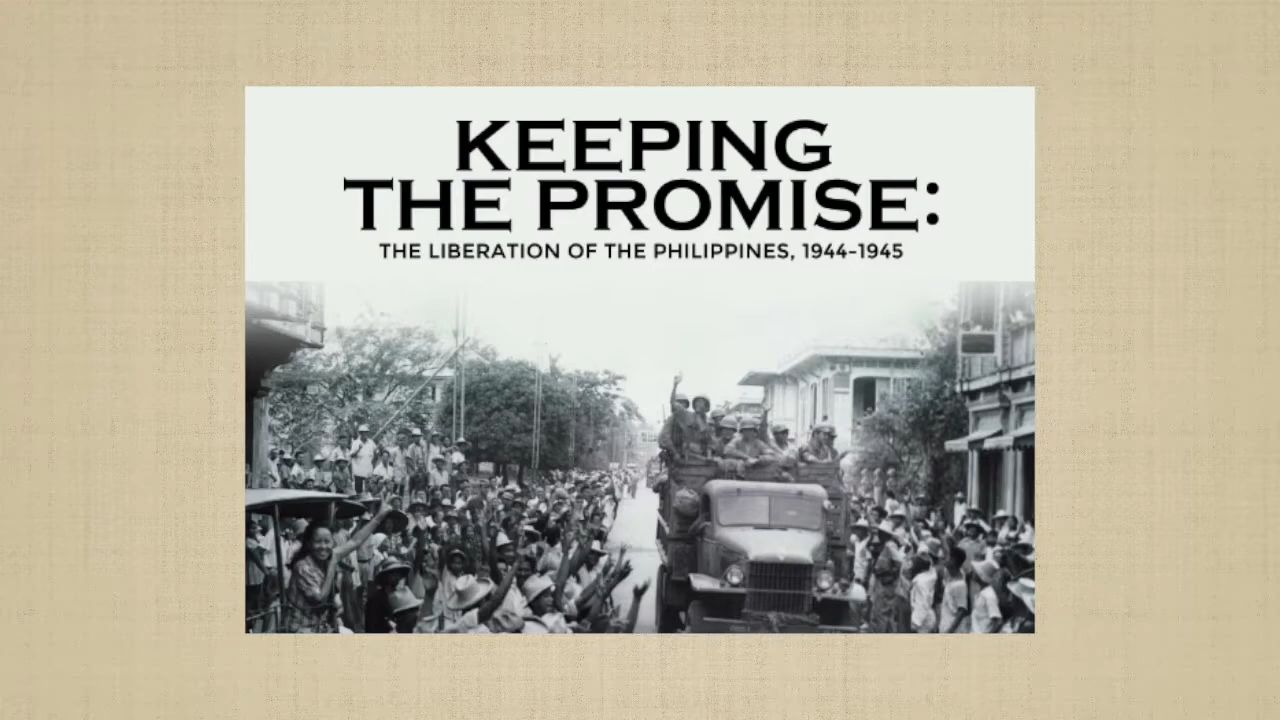 KEEPING
THE PROMISE:
THE LIBERATION OF THE PHILIPPINES, 1944-1945